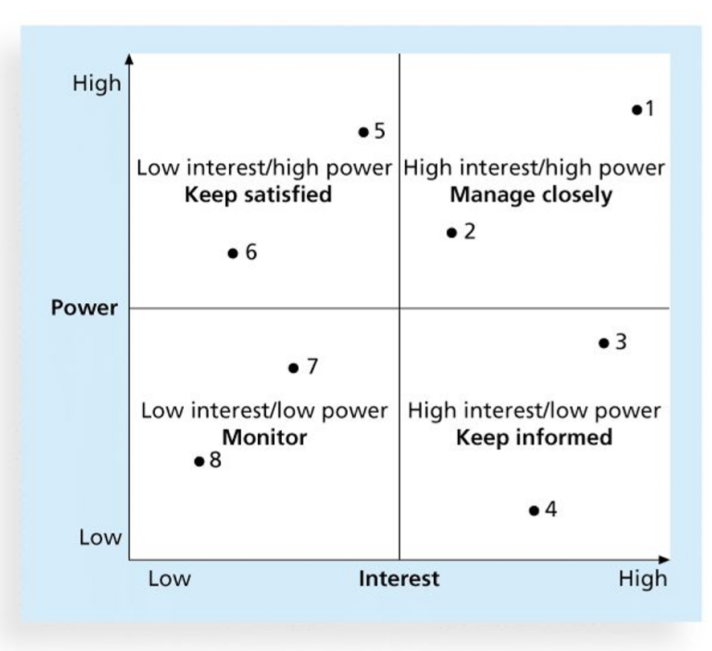 High
1
5
Low interest/high power
Keep satisfied
High interest/high power
Manage closely
2
6
Power
3
7
Low interest/low power
Monitor
High interest/low power
Keep informed
8
4
Low
Low
Interest
High